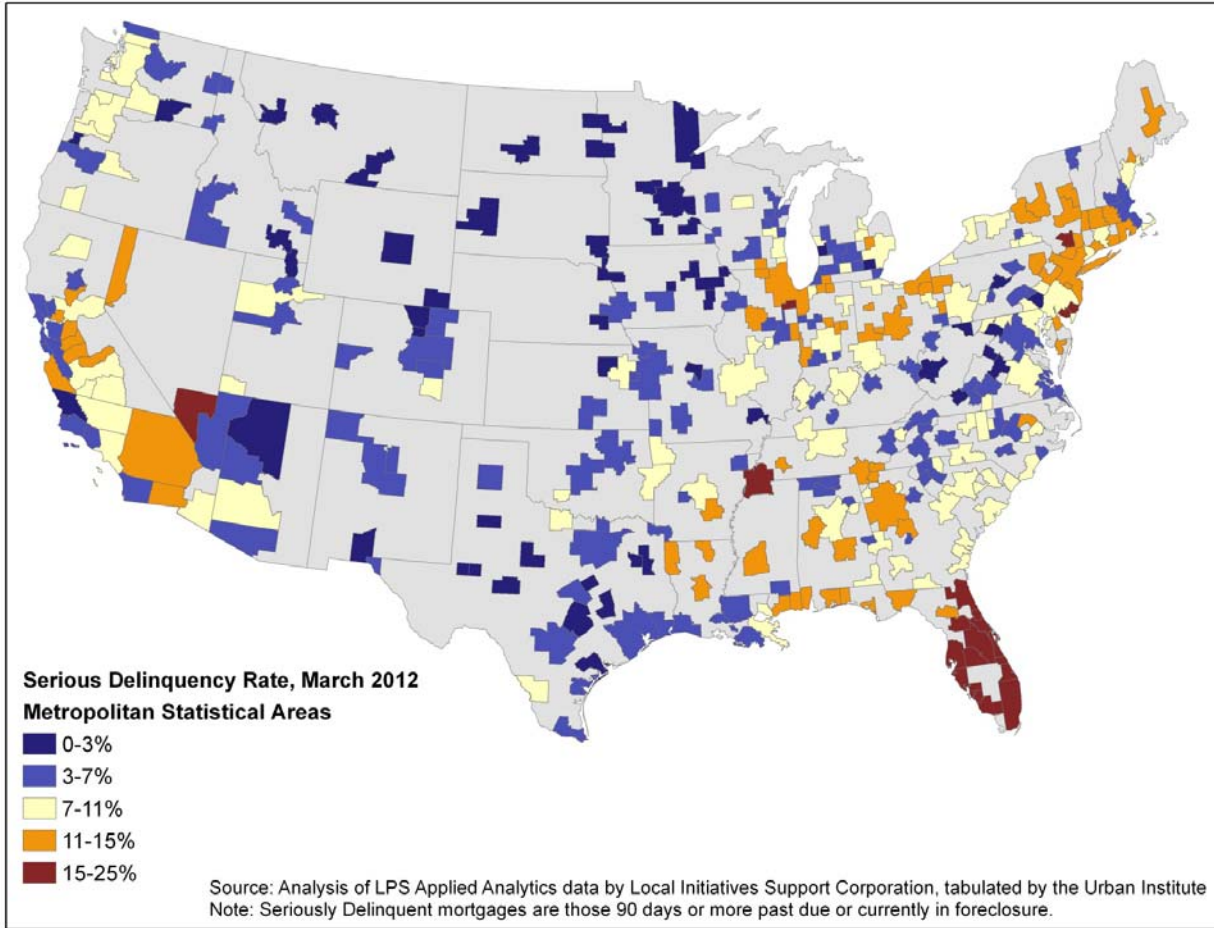 Serious Delinquency Rate, March 2012
Metropolitan Statistical Areas
0-3%
3-7%
7-11%
11-15%
15-25%
Source: Analysis of LPS Applied Analytics data by Local Initiatives Support Corporation, tabulated by the Urban Institute
Note: Seriously Delinquent mortgages are those 90 days or more past due or currently in foreclosure.